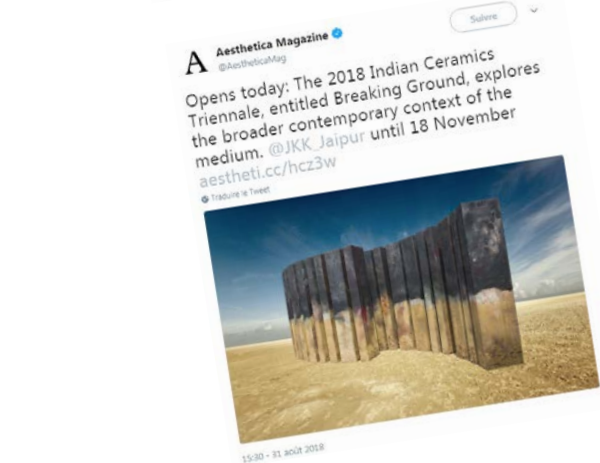 Suivre
A
Aesthetica Magazine
@AestheticaMag
Opens today: The 2018 Indian Ceramics
Triennale, entitled Breaking Ground, explores
the broader contemporary context of the
medium. @JKK_Jaipur until 18 November
aestheti.cc/hcz3w
Traduire le Tweet
15:30 - 31 août 2018